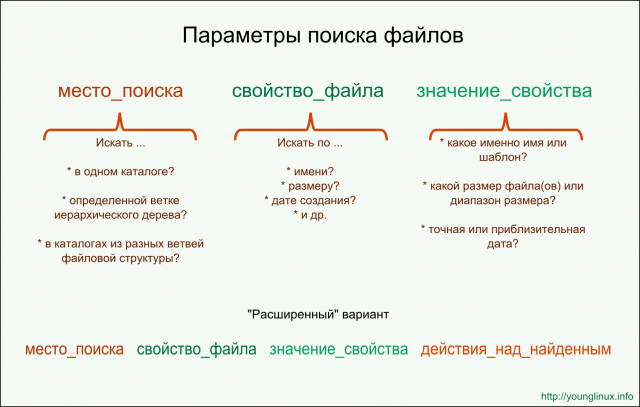 Параметры поиска файлов
место_поиска свойство_файла значение_свойства
Искать ...
* в одном каталоге?
* определенной ветке
иерархического дерева?
* в каталогах из разных ветвей
файловой структуры?
Искать по ...
* имени?
* размеру?
* дате создания?
* и др.
* какое именно имя или
шаблон?
* какой размер файла(ов) или
диапазон размера?
* точная или приблизительная
дата?
"Расширенный" вариант
место_поиска свойство_файла значение_свойства действия_над_найденным
http://younglinux.info